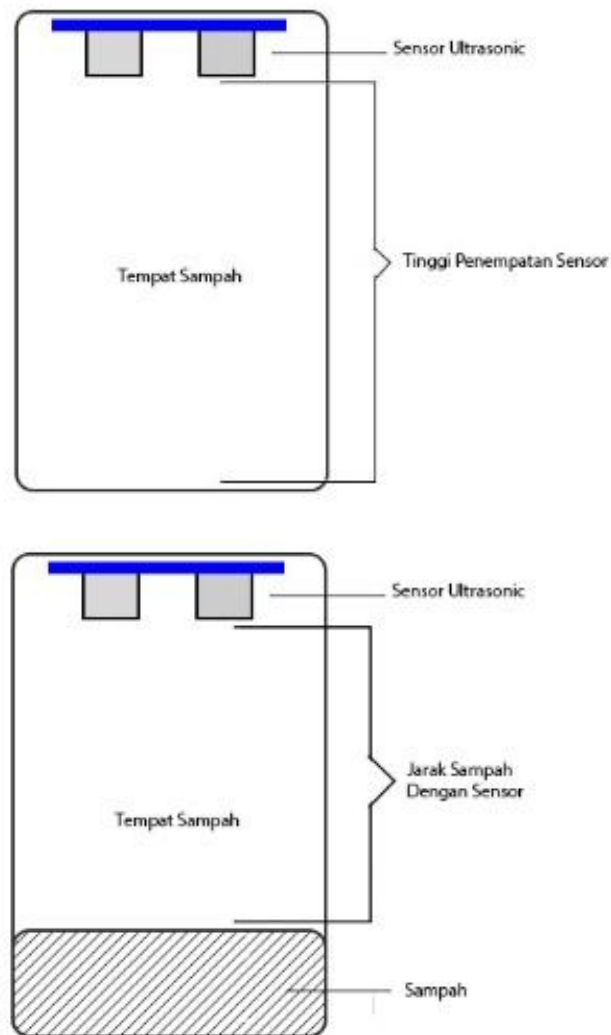 Sensor Ultrasonic
Tempat Sampah
Tinggi Penempatan Sensor
Sensor Ultrasonic
Jarak Sampah
Dengan Sensor
Tempat Sampah
Sampah